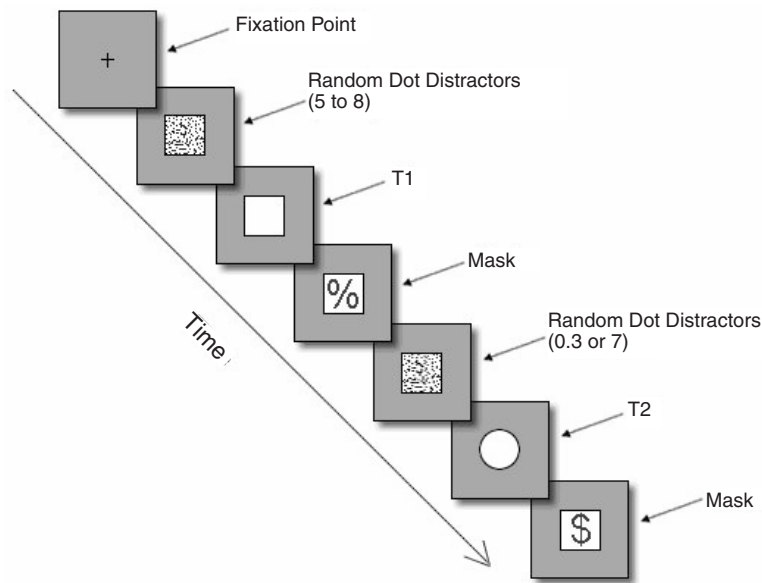 Fixation Point
+
Random Dot Distractors
(5 to 8)
T1
Mask
%
Random Dot Distractors
(0.3 or 7)
Time
T2
Mask
$